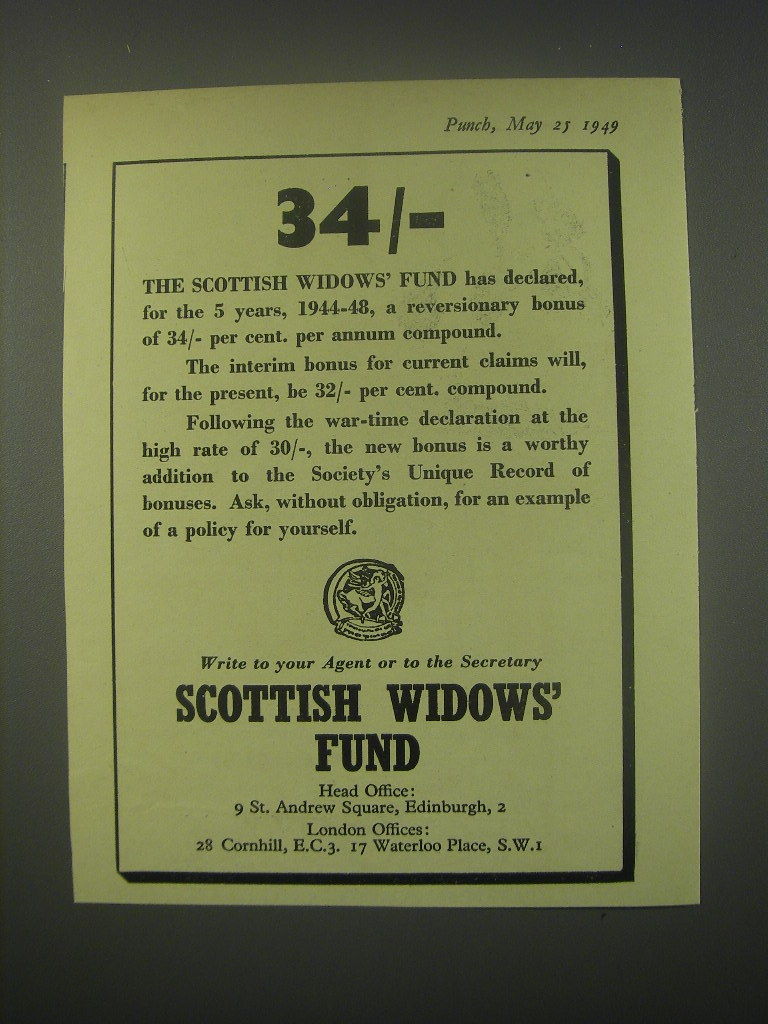 Punch, May 25 1949
34/-
THE SCOTTISH WIDOWS' FUND has declared,
for the 5 years, 1944-48, a reversionary bonus
of 34/- per cent. per annum compound.
The interim bonus for current claims will,
for the present, be 32/- per cent. compound.
Following the war-time declaration at the
high rate of 30/-, the new bonus is a worthy
addition to the Society's Unique Record of
bonuses. Ask, without obligation, for an example
of a policy for yourself.
Write to your Agent or to the Secretary
SCOTTISH WIDOWS'
FUND
Head Office:
9 St. Andrew Square, Edinburgh, 2
London Offices:
28 Cornhill, E.C.3. 17 Waterloo Place, S.W.1